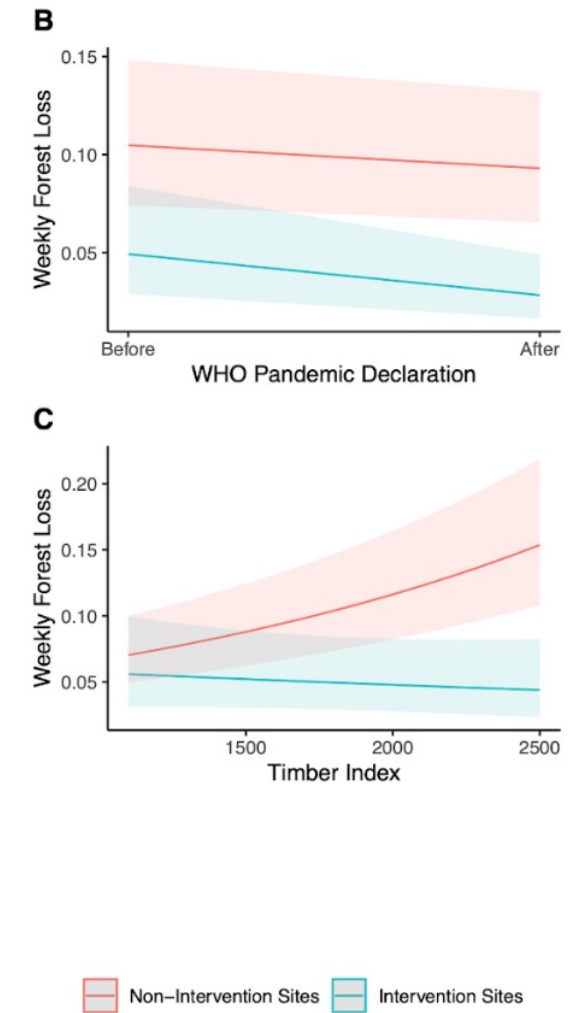 B
0.15
0.10
0.05
Weekly Forest Loss
Before
After
WHO Pandemic Declaration
C
0.20
0.15
0.10
0.05
Weekly Forest Loss
1500
2000
2500
Timber Index
Non−Intervention Sites
Intervention Sites